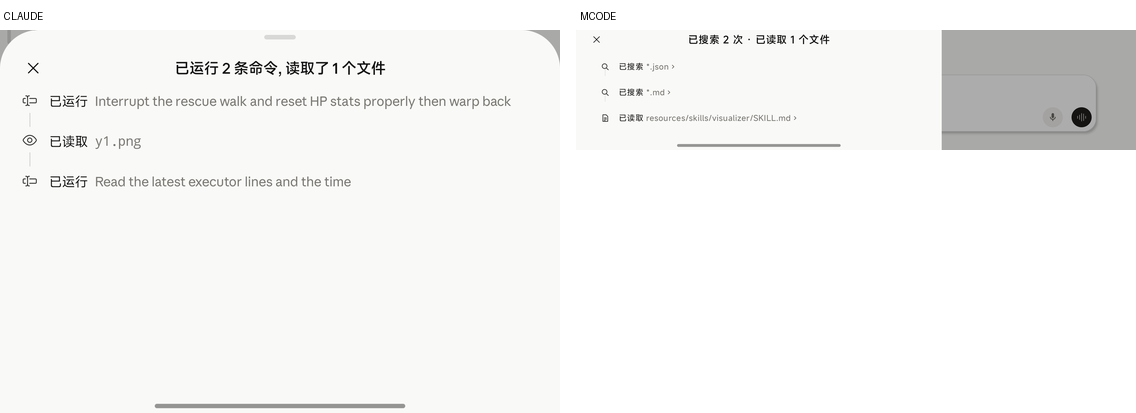 CLAUDE
已运行 2 条命令, 读取了 1 个文件
已运行 Interrupt the rescue walk and reset HP stats properly then warp back
已读取 y1.png
已运行 Read the latest executor lines and the time
MCODE
已搜索 2 次 · 已读取 1 个文件
已搜索 *.json >
已搜索 *.md >
已读取 resources/skills/visualizer/SKILL.md >